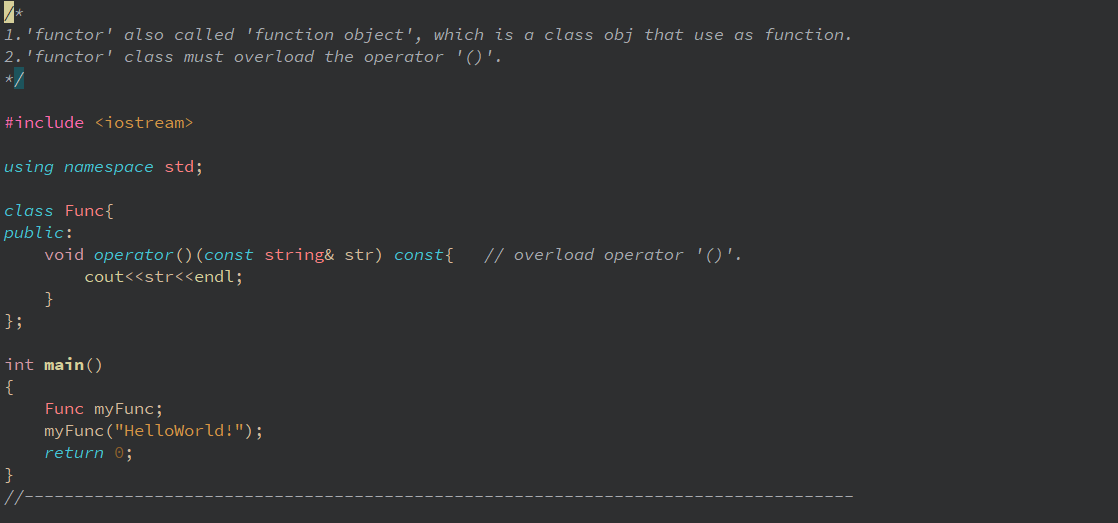 /*
1.'functor' also called 'function object', which is a class obj that use as function.
2.'functor' class must overload the operator '()'.
*/

#include <iostream>

using namespace std;

class Func{
public:
    void operator()(const string& str) const{   // overload operator '()'.
        cout<<str<<endl;
    }
};

int main()
{
    Func myFunc;
    myFunc("HelloWorld!");
    return 0;
}
//-----------------------------------------------------------------------------------